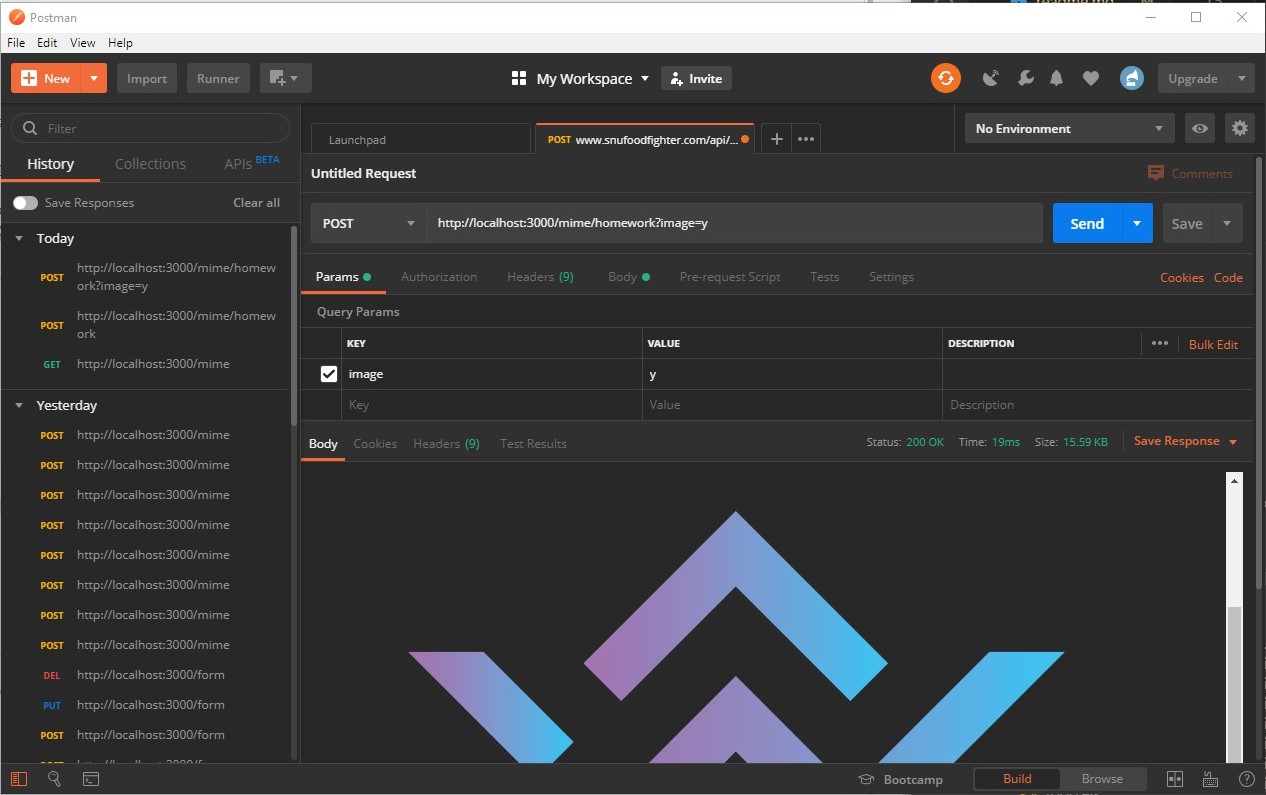 Postman
File Edit View Help
New Import Runner My Workspace Invite Upgrade
Filter
History Collections APIs BETA
Save Responses Clear all
Today
POST http://localhost:3000/mime/homew
ork?image=y
POST http://localhost:3000/mime/homew
ork
GET http://localhost:3000/mime
Yesterday
POST http://localhost:3000/mime
POST http://localhost:3000/mime
POST http://localhost:3000/mime
POST http://localhost:3000/mime
POST http://localhost:3000/mime
POST http://localhost:3000/mime
POST http://localhost:3000/mime
POST http://localhost:3000/mime
DEL http://localhost:3000/form
PUT http://localhost:3000/form
POST http://localhost:3000/form
Launchpad POST www.snufoodfighter.com/api/... No Environment
Untitled Request Comments
POST http://localhost:3000/mime/homework?image=y Send Save
Params Authorization Headers (9) Body Pre-request Script Tests Settings Cookies Code
Query Params
KEY VALUE DESCRIPTION Bulk Edit
image y
Key Value Description
Body Cookies Headers (9) Test Results Status: 200 OK Time: 19ms Size: 15.59 KB Save Response
Bootcamp Build Browse